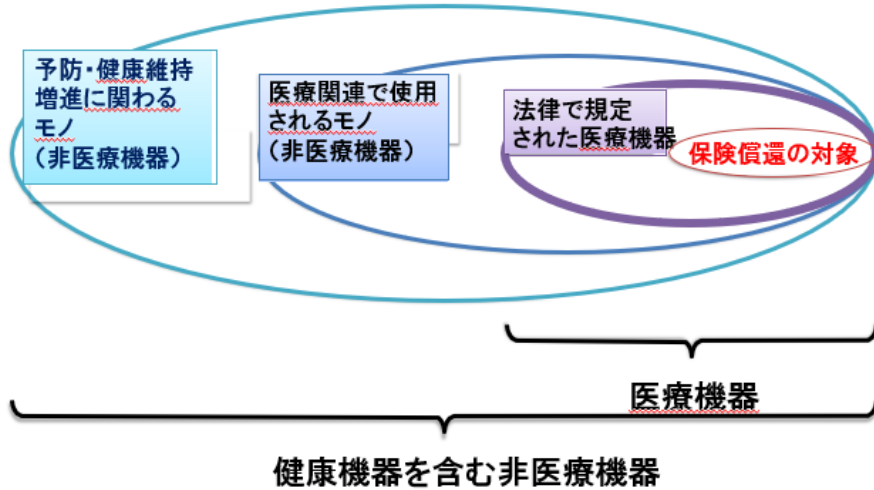 予防・健康維持
増進に関わる
モノ
（非医療機器）
医療関連で使用
されるモノ
（非医療機器）
法律で規定
された医療機器
保険償還の対象
医療機器
健康機器を含む非医療機器